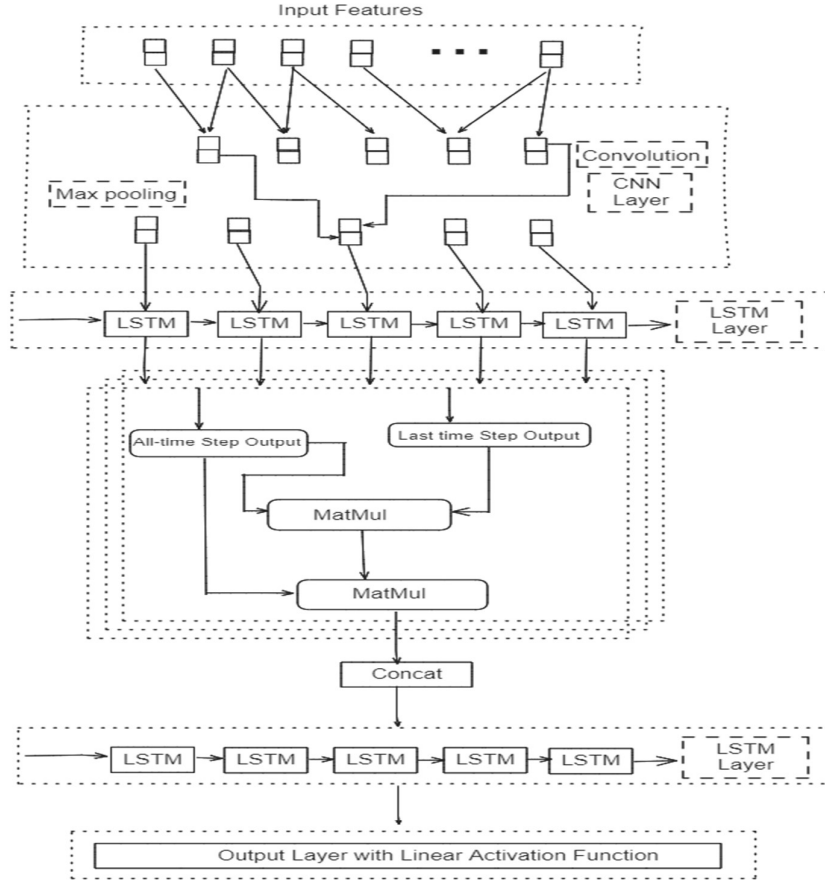 Input Features
Convolution
CNN
Layer
Max pooling
LSTM LSTM LSTM LSTM LSTM
LSTM
Layer
All-time Step Output
Last time Step Output
MatMul
MatMul
Concat
LSTM LSTM LSTM LSTM LSTM
LSTM
Layer
Output Layer with Linear Activation Function